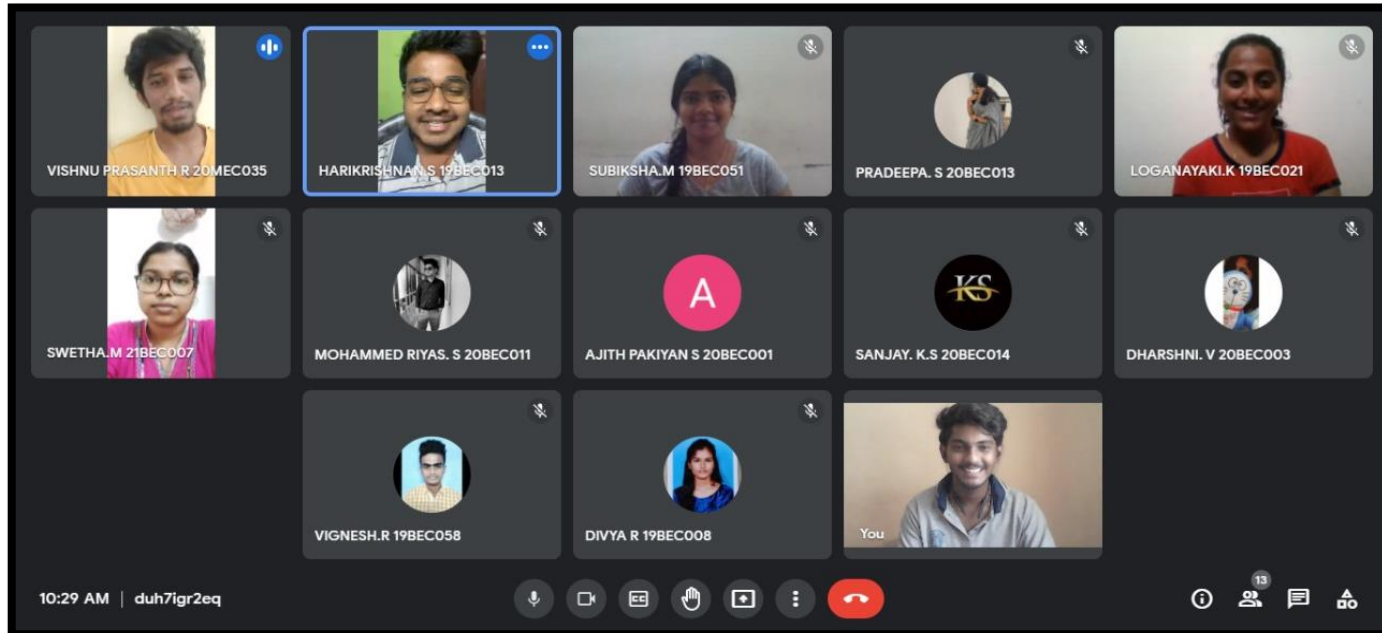 VISHNU PRASANTH R 20MEC035
HARIKRISHNAN.S 19BEC013
SUBIKSHA.M 19BEC051
PRADEEPA. S 20BEC013
LOGANAYAKI.K 19BEC021
SWETHA.M 21BEC007
MOHAMMED RIYAS. S 20BEC011
A
AJITH PAKIYAN S 20BEC001
KS
SANJAY. K.S 20BEC014
DHARSHNI. V 20BEC003
VIGNESH.R 19BEC058
DIVYA R 19BEC008
You
10:29 AM | duh7igr2eq
CC
13